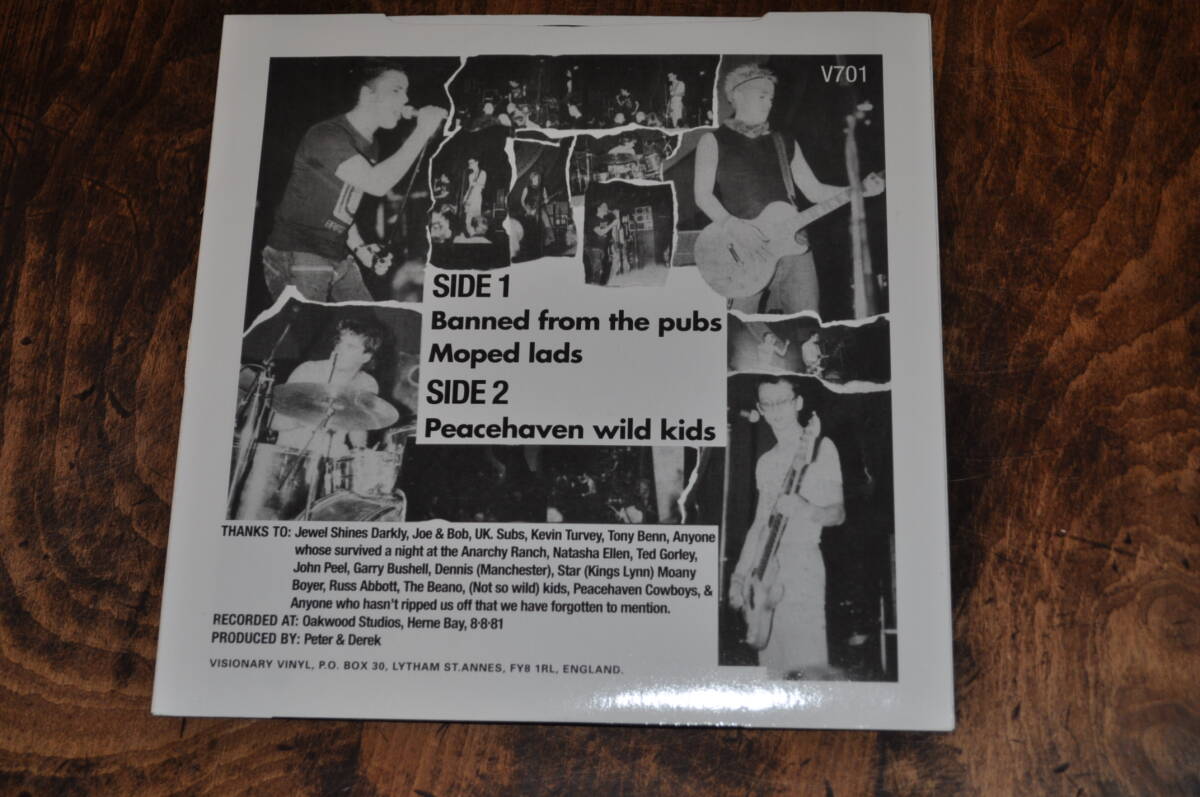 V701
SIDE 1
Banned from the pubs
Moped lads
SIDE 2
Peacehaven wild kids
THANKS TO: Jewel Shines Darkly, Joe & Bob, UK. Subs, Kevin Turvey, Tony Benn, Anyone
whose survived a night at the Anarchy Ranch, Natasha Ellen, Ted Gorley,
John Peel, Garry Bushell, Dennis (Manchester), Star (Kings Lynn) Moany
Boyer, Russ Abbott, The Beano, (Not so wild) kids, Peacehaven Cowboys, &
Anyone who hasn't ripped us off that we have forgotten to mention.
RECORDED AT: Oakwood Studios, Herne Bay, 8·8·81
PRODUCED BY: Peter & Derek
VISIONARY VINYL, P.O. BOX 30, LYTHAM ST.ANNES, FY8 1RL, ENGLAND.